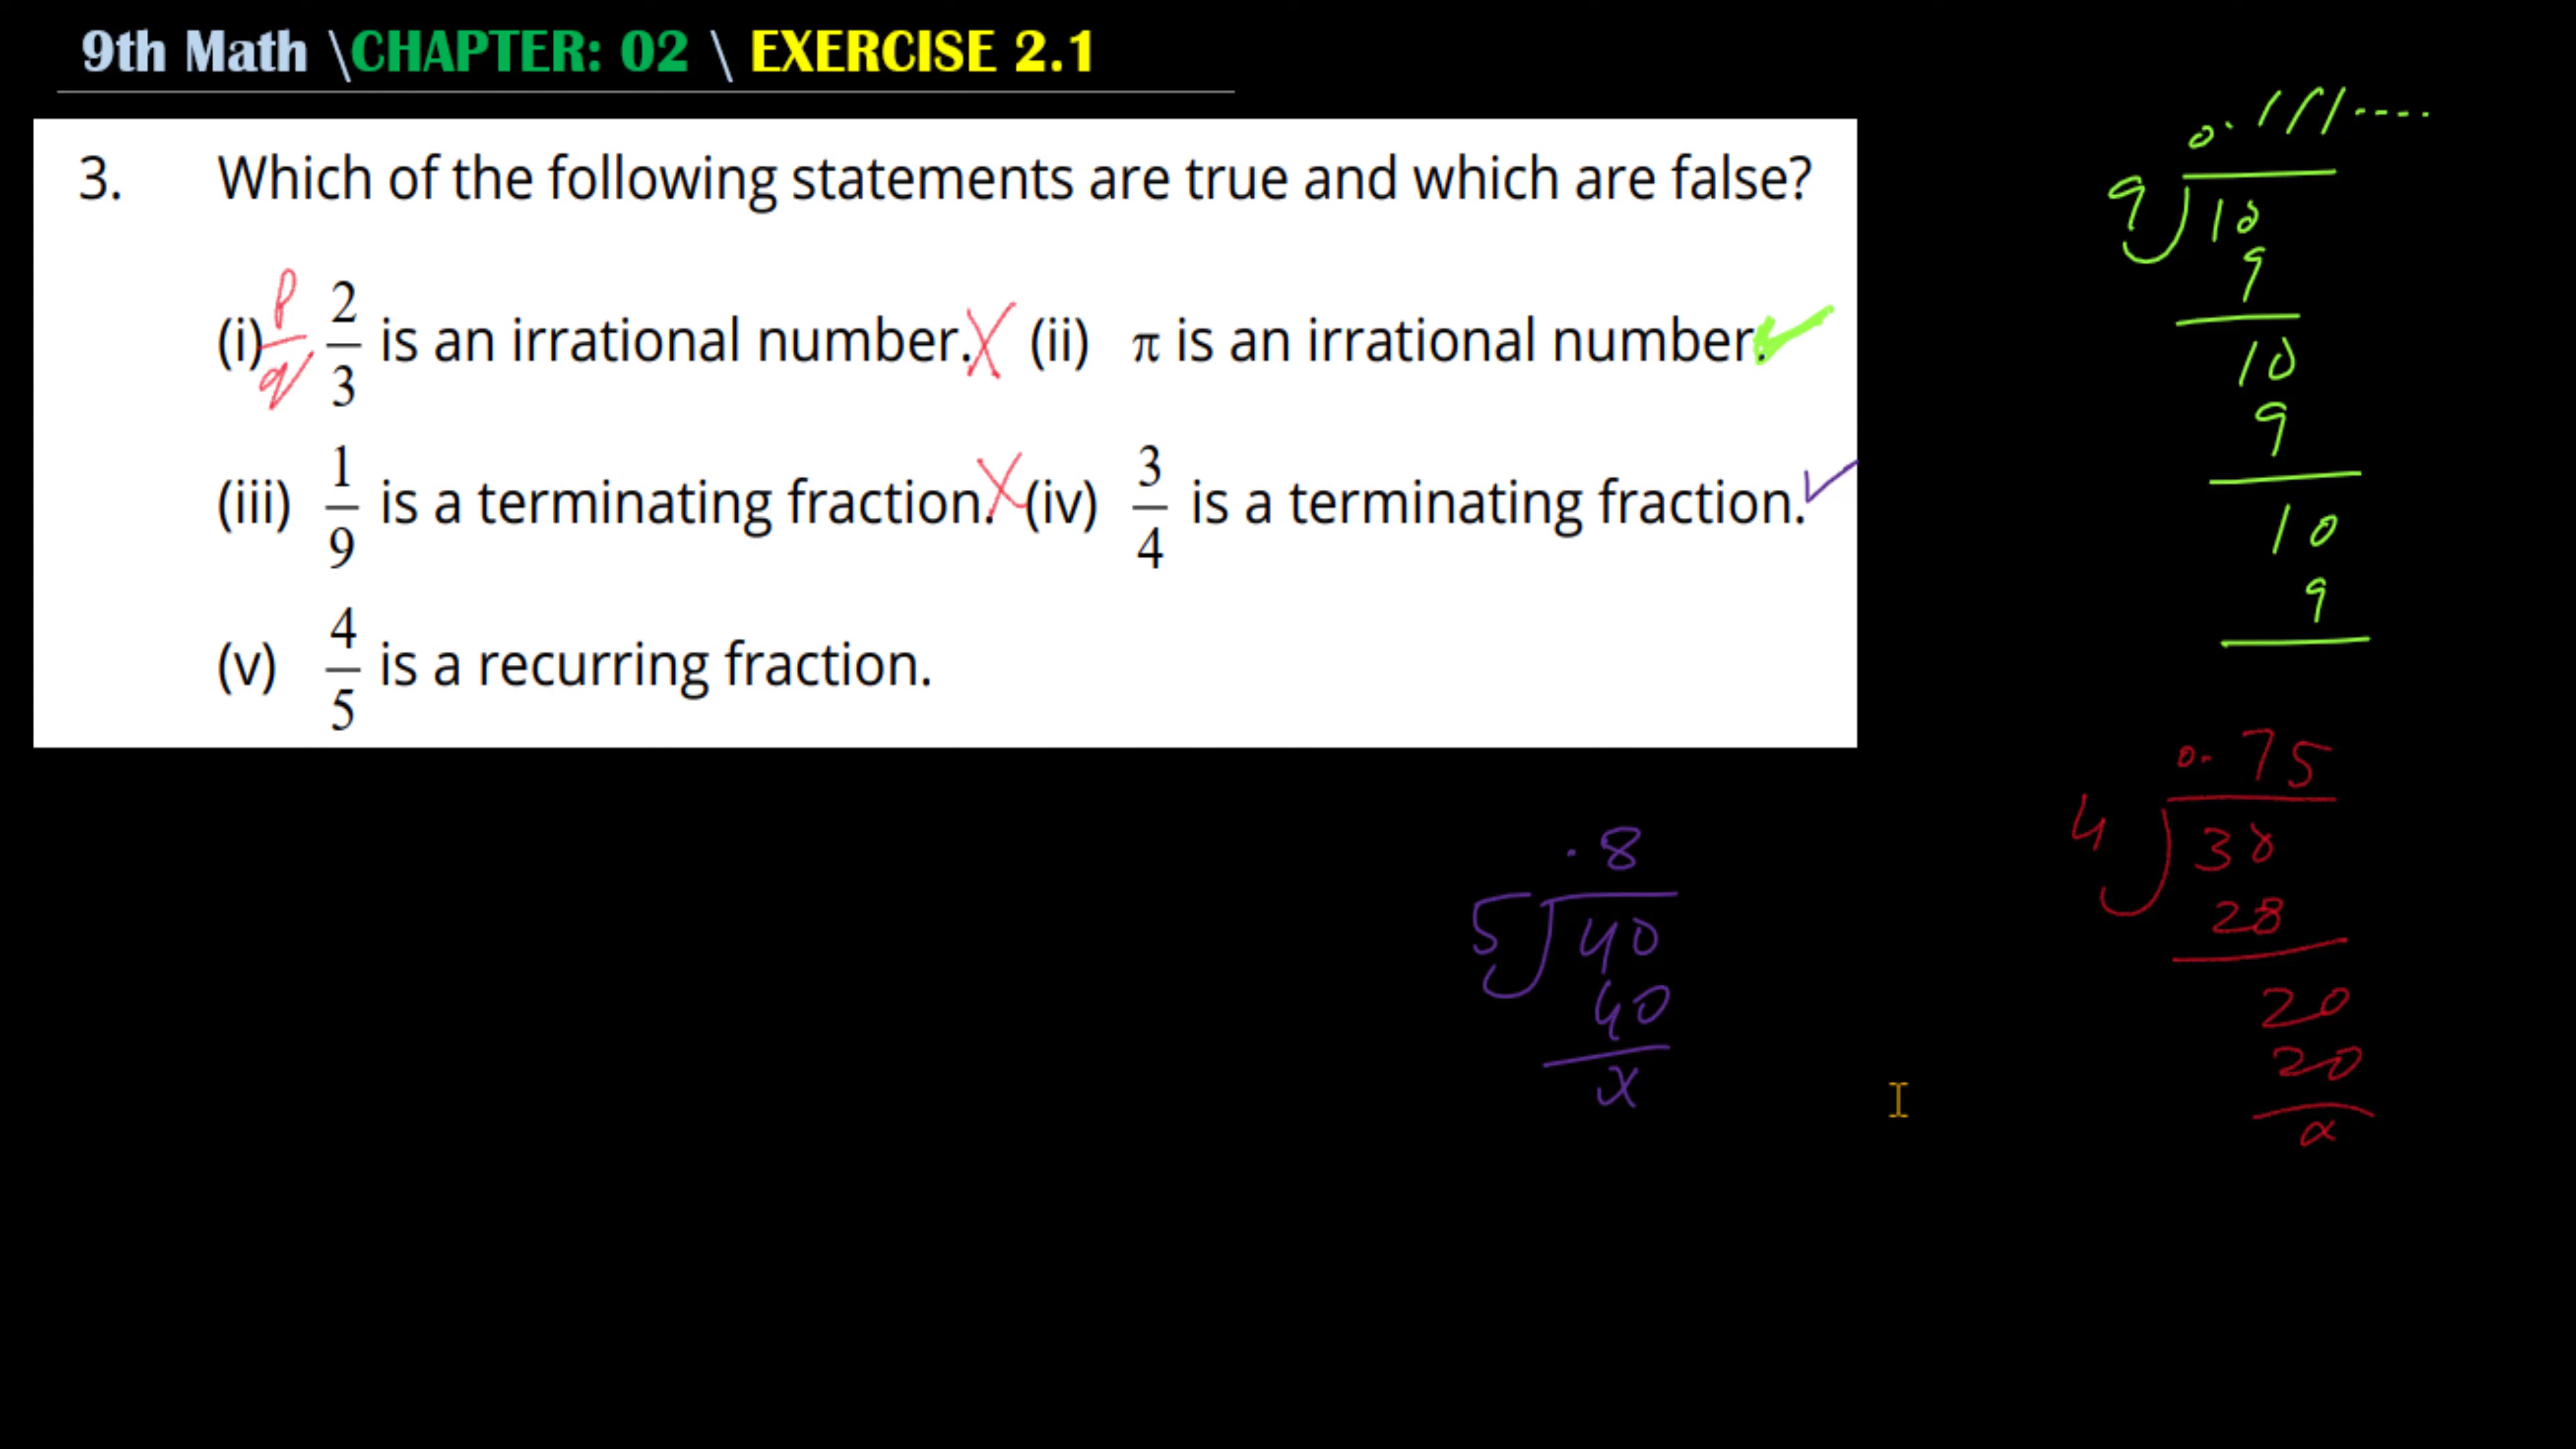 9th Math \CHAPTER: 02 \ EXERCISE 2.1
3. Which of the following statements are true and which are false?
(i) p/q 2/3 is an irrational number. X (ii) π is an irrational number. ✓
(iii) 1/9 is a terminating fraction. X (iv) 3/4 is a terminating fraction. ✓
(v) 4/5 is a recurring fraction.
0.111....
9 10
9
10
9
10
9
0.75
4 30
28
20
20
x
.8
5 40
40
x